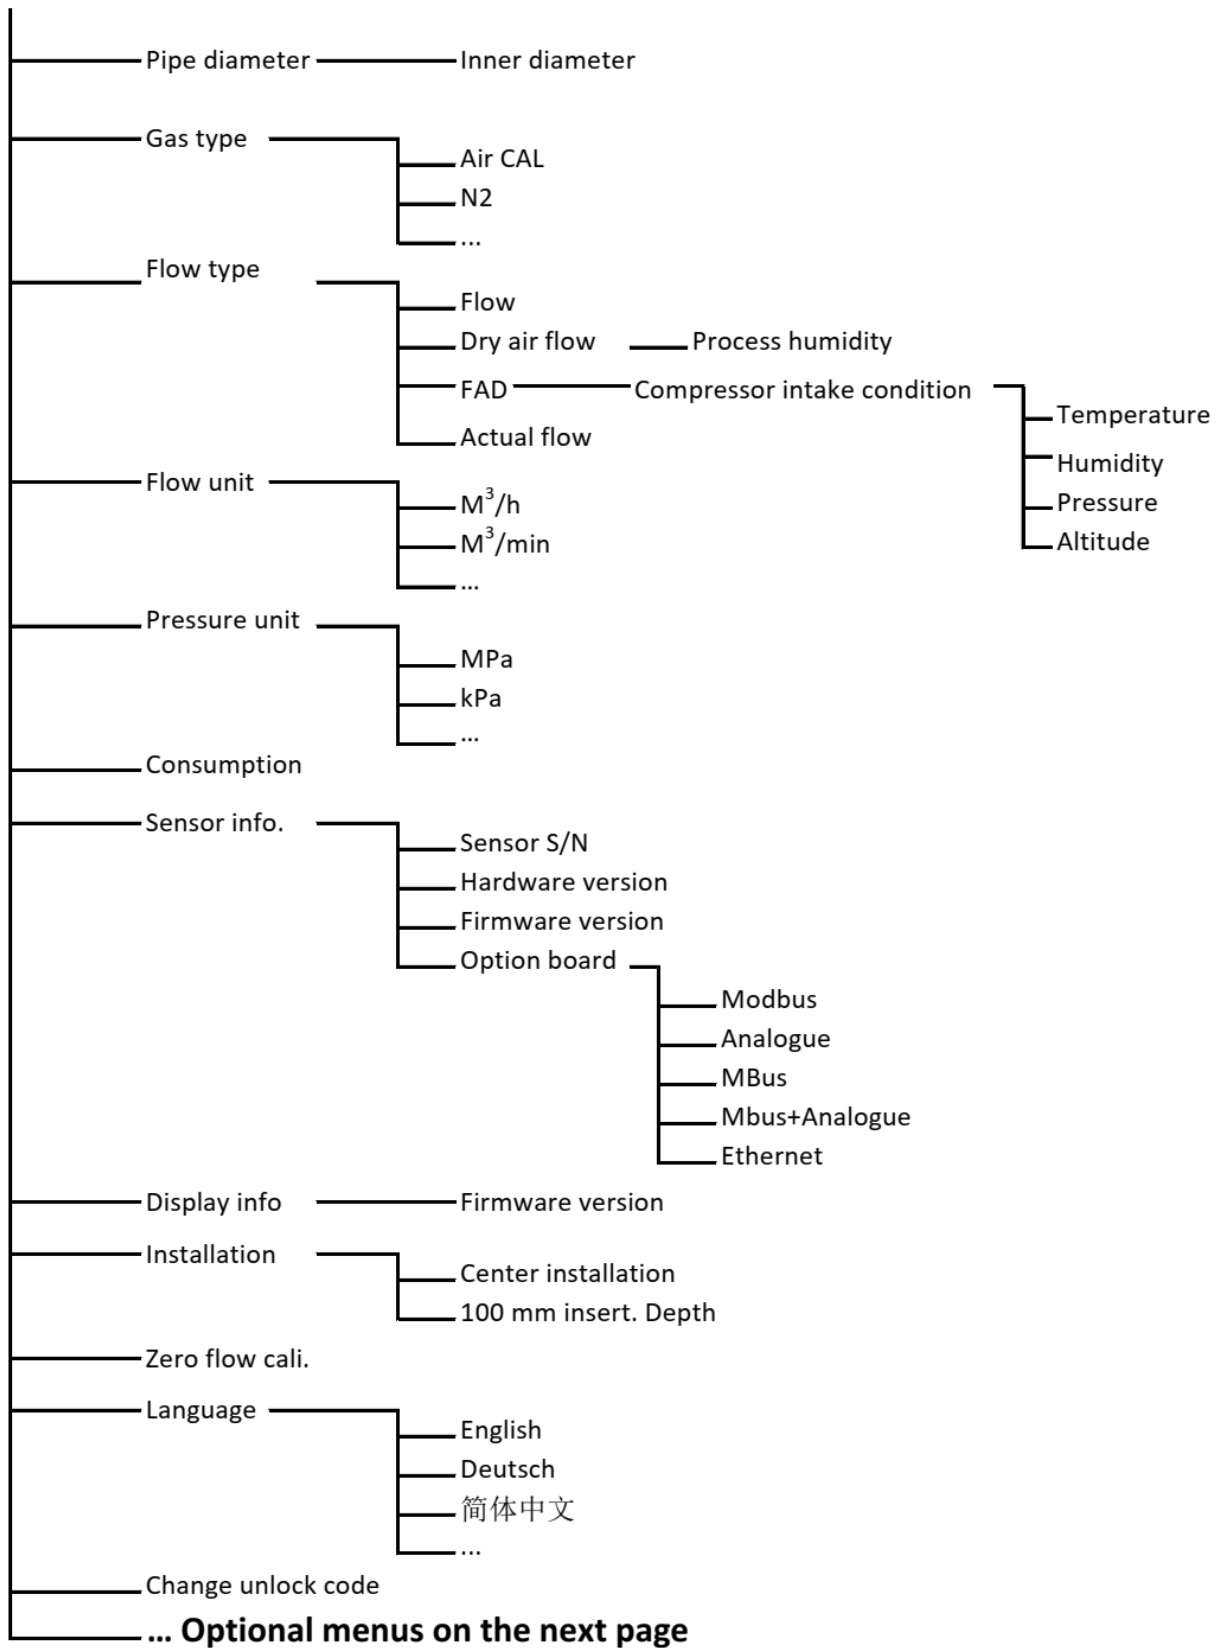 Pipe diameter Inner diameter
Gas type
Air CAL
N2
...
Flow type
Flow
Dry air flow Process humidity
FAD Compressor intake condition
Temperature
Humidity
Pressure
Altitude
Actual flow
Flow unit
M³/h
M³/min
...
Pressure unit
MPa
kPa
...
Consumption
Sensor info.
Sensor S/N
Hardware version
Firmware version
Option board
Modbus
Analogue
MBus
Mbus+Analogue
Ethernet
Display info Firmware version
Installation
Center installation
100 mm insert. Depth
Zero flow cali.
Language
English
Deutsch
简体中文
...
Change unlock code
... Optional menus on the next page